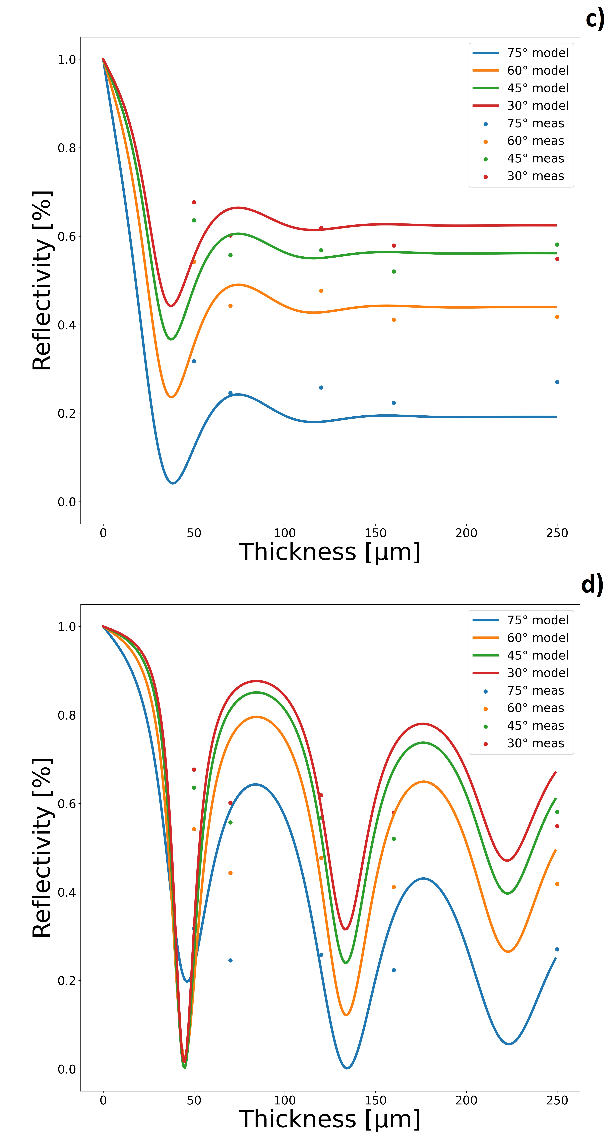 c)
1.0
0.8
0.6
0.4
0.2
0.0
Reflectivity [%]
75° model
60° model
45° model
30° model
75° meas
60° meas
45° meas
30° meas
0 50 100 150 200 250
Thickness [μm]
d)
1.0
0.8
0.6
0.4
0.2
0.0
Reflectivity [%]
75° model
60° model
45° model
30° model
75° meas
60° meas
45° meas
30° meas
0 50 100 150 200 250
Thickness [μm]